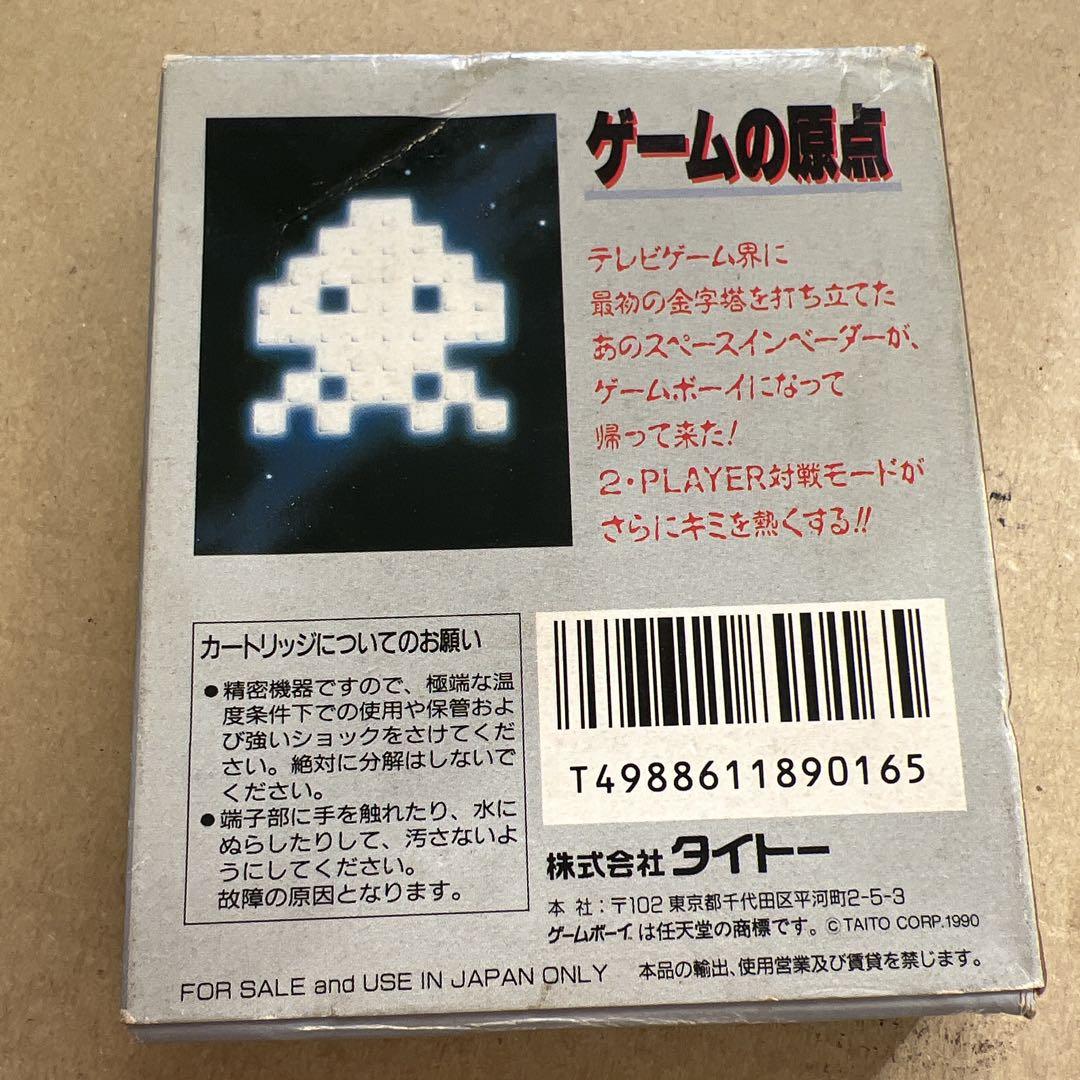 ゲームの原点
テレビゲーム界に
最初の金字塔を打ち立てた
あのスペースインベーダーが、
ゲームボーイになって
帰って来た!
2・PLAYER対戦モードが
さらにキミを熱くする!!
カートリッジについてのお願い
●精密機器ですので、極端な温
度条件下での使用や保管およ
び強いショックをさけてくだ
さい。絶対に分解はしないで
ください。
●端子部に手を触れたり、水に
ぬらしたりして、汚さないよ
うにしてください。
故障の原因となります。
T4988611890165
株式会社 タイトー
本 社:〒102 東京都千代田区平河町2-5-3
ゲームボーイは任天堂の商標です。©TAITO CORP.1990
FOR SALE and USE IN JAPAN ONLY 本品の輸出、使用営業及び賃貸を禁じます。